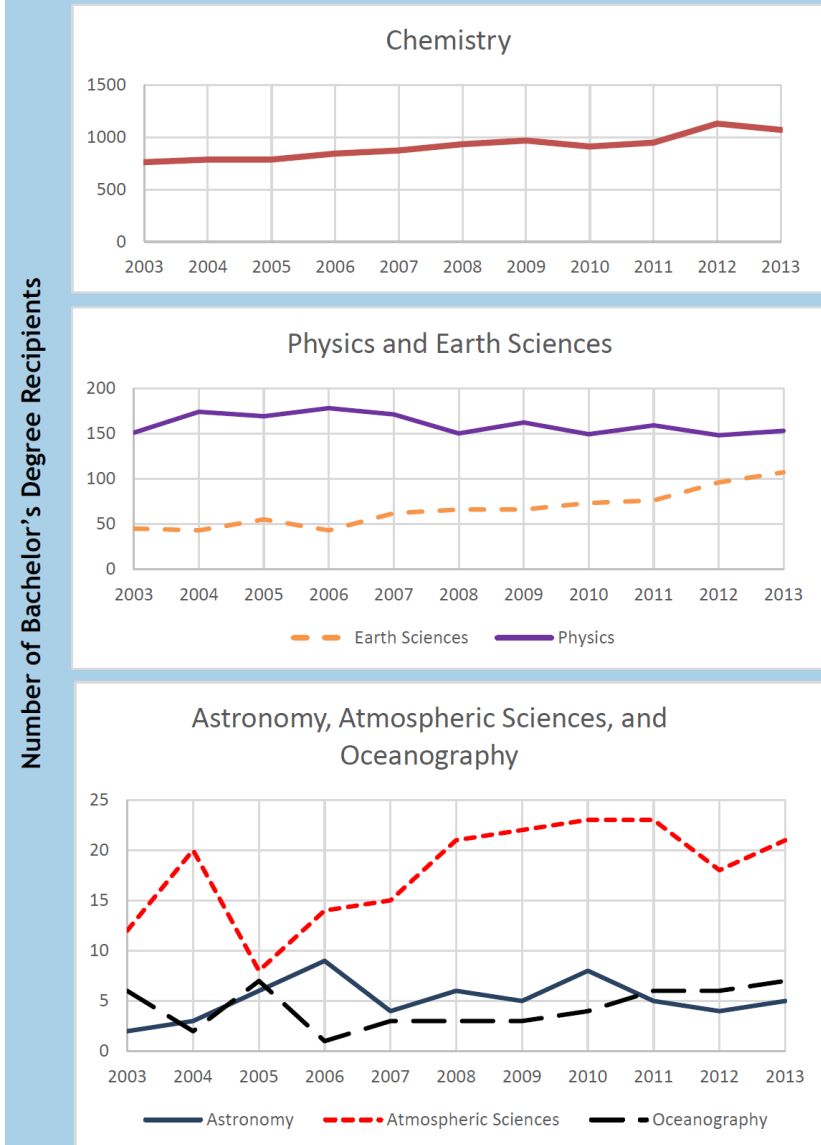 Number of Bachelor's Degree Recipients
Chemistry
1500
1000
500
0
2003 2004 2005 2006 2007 2008 2009 2010 2011 2012 2013
Physics and Earth Sciences
200
150
100
50
0
2003 2004 2005 2006 2007 2008 2009 2010 2011 2012 2013
Earth Sciences Physics
Astronomy, Atmospheric Sciences, and
Oceanography
25
20
15
10
5
0
2003 2004 2005 2006 2007 2008 2009 2010 2011 2012 2013
Astronomy Atmospheric Sciences Oceanography